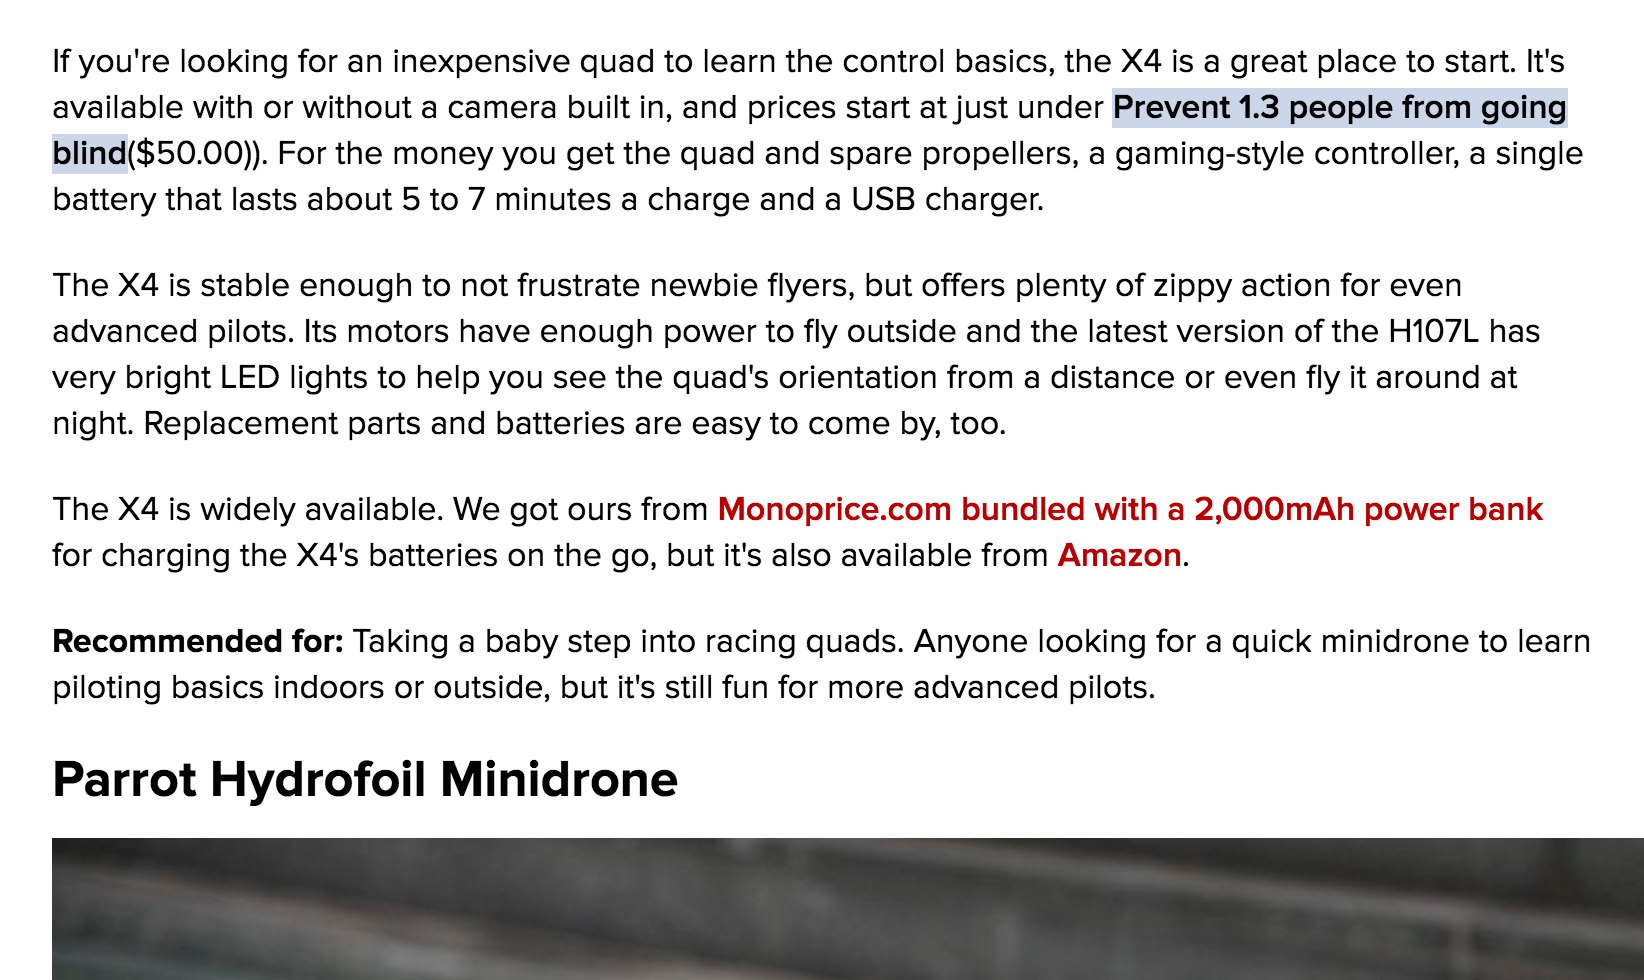 If you're looking for an inexpensive quad to learn the control basics, the X4 is a great place to start. It's
available with or without a camera built in, and prices start at just under Prevent 1.3 people from going
blind($50.00)). For the money you get the quad and spare propellers, a gaming-style controller, a single
battery that lasts about 5 to 7 minutes a charge and a USB charger.
The X4 is stable enough to not frustrate newbie flyers, but offers plenty of zippy action for even
advanced pilots. Its motors have enough power to fly outside and the latest version of the H107L has
very bright LED lights to help you see the quad's orientation from a distance or even fly it around at
night. Replacement parts and batteries are easy to come by, too.
The X4 is widely available. We got ours from Monoprice.com bundled with a 2,000mAh power bank
for charging the X4's batteries on the go, but it's also available from Amazon.
Recommended for: Taking a baby step into racing quads. Anyone looking for a quick minidrone to learn
piloting basics indoors or outside, but it's still fun for more advanced pilots.
Parrot Hydrofoil Minidrone